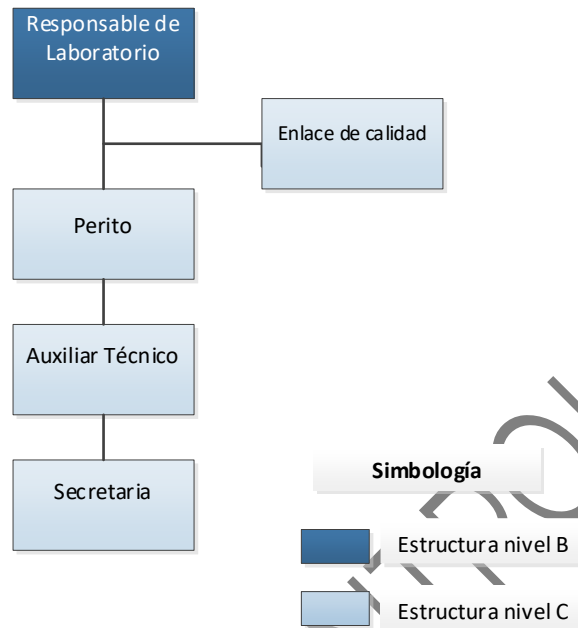 Responsable de
Laboratorio
Enlace de calidad
Perito
Auxiliar Técnico
Secretaria
Simbología
Estructura nivel B
Estructura nivel C